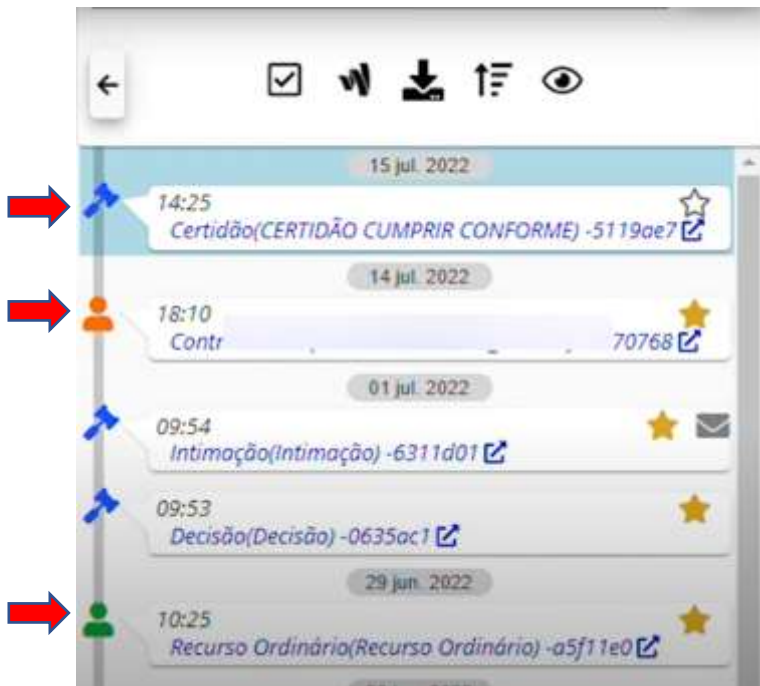 15 jul. 2022
14:25
Certidão(CERTIDÃO CUMPRIR CONFORME) -5119ae7
14 jul. 2022
18:10
Contr 70768
01 jul. 2022
09:54
Intimação(Intimação) -6311d01
09:53
Decisão(Decisão) -0635ac1
29 jun. 2022
10:25
Recurso Ordinário(Recurso Ordinário) -a5f11e0